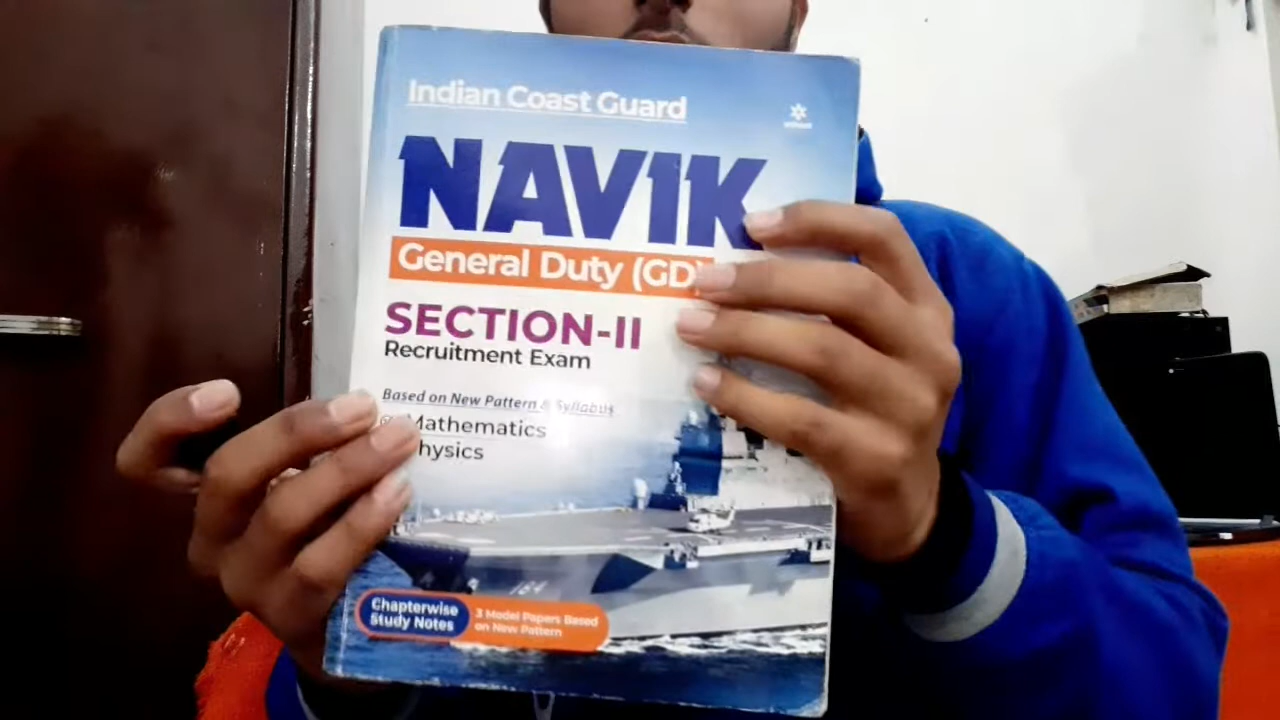 Indian Coast Guard
NAVIK
General Duty (GD)
SECTION-II
Recruitment Exam
Based on New Pattern & Syllabus
Mathematics
hysics
164
Chapterwise
Study Notes
3 Model Papers Based
on New Pattern